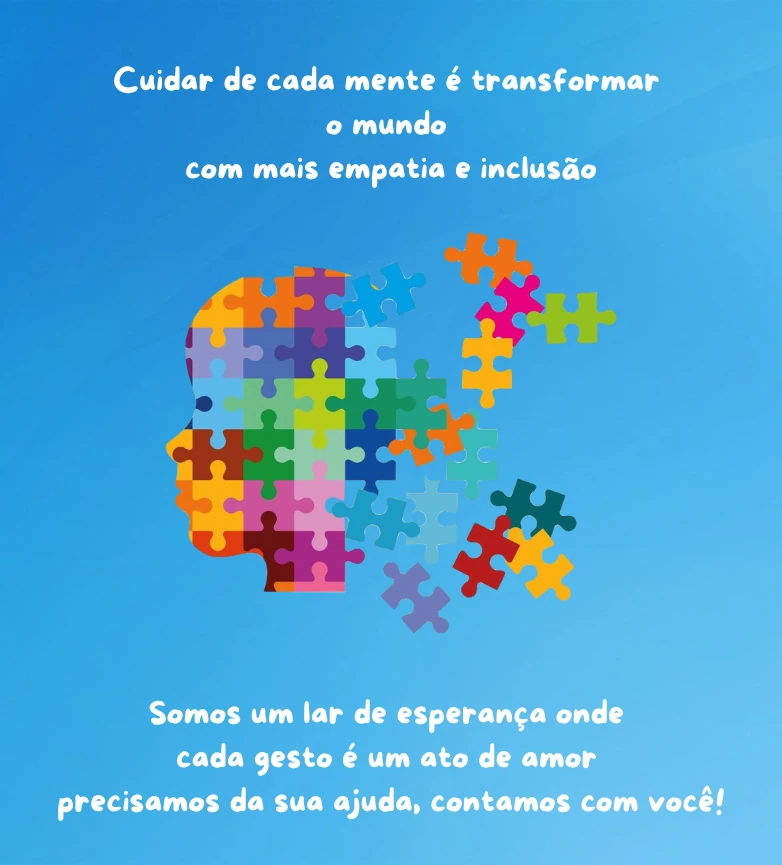 Cuidar de cada mente é transformar
o mundo
com mais empatia e inclusão
Somos um lar de esperança onde
cada gesto é um ato de amor
precisamos da sua ajuda, contamos com você!